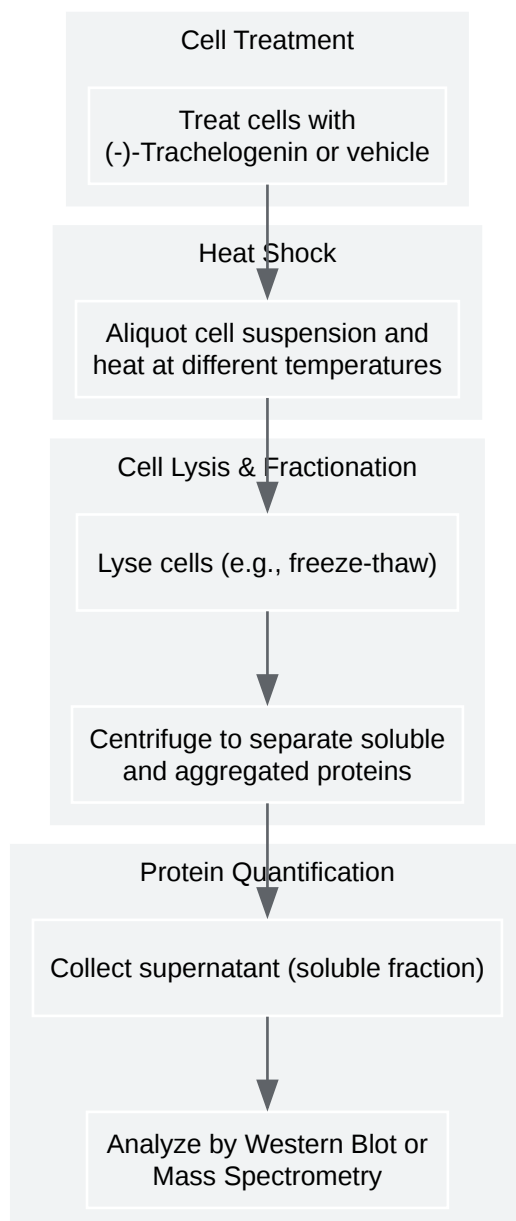 Cell Treatment
Treat cells with
(-)-Trachelogenin or vehicle
Heat Shock
Aliquot cell suspension and
heat at different temperatures
Cell Lysis & Fractionation
Lyse cells (e.g., freeze-thaw)
Centrifuge to separate soluble
and aggregated proteins
Protein Quantification
Collect supernatant (soluble fraction)
Analyze by Western Blot or
Mass Spectrometry